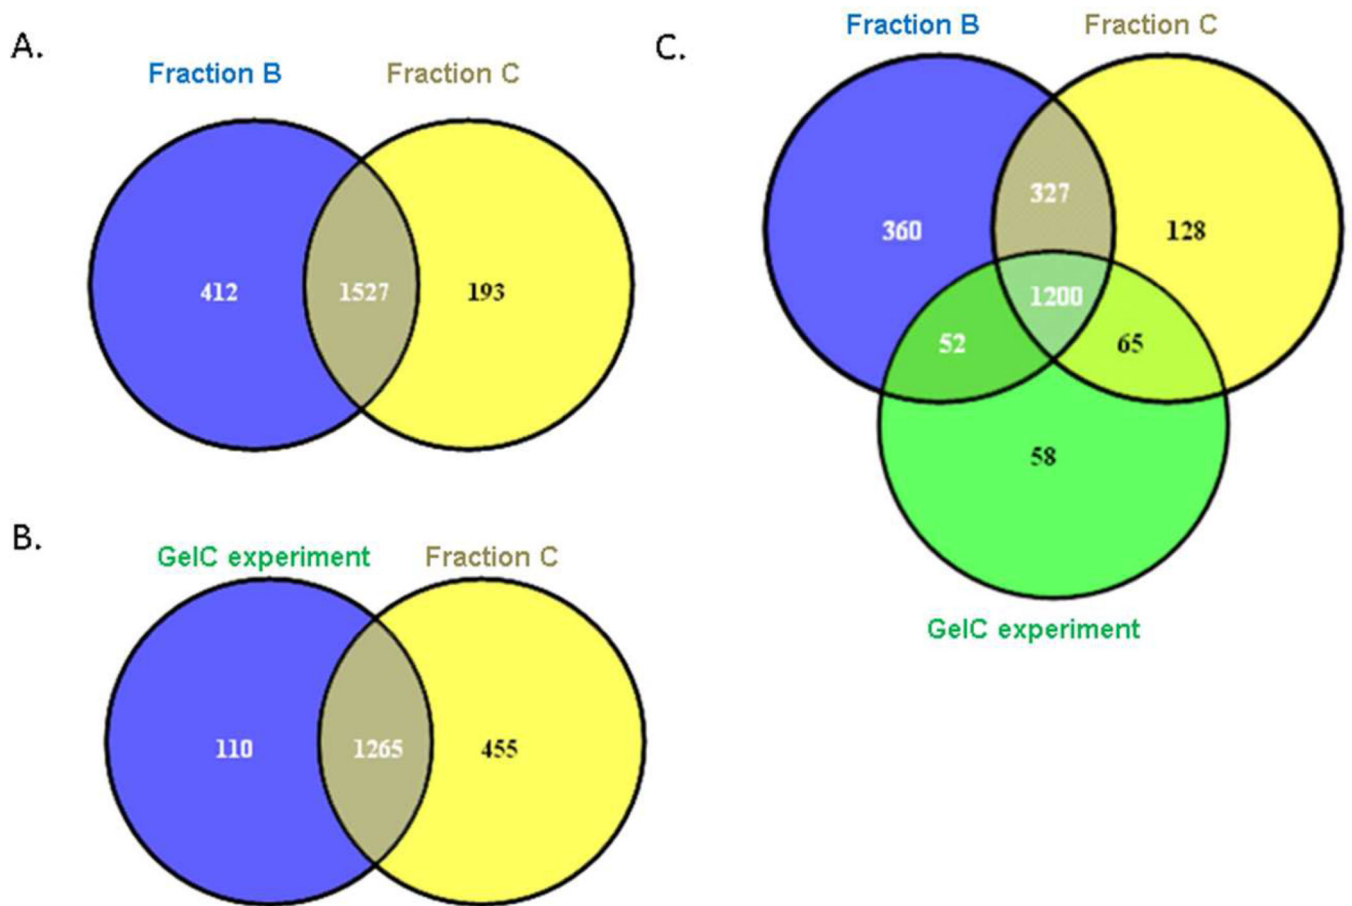 A.
Fraction B
Fraction C
412
1527
193
B.
GelC experiment
Fraction C
110
1265
455
C.
Fraction B
Fraction C
327
360
128
1200
52
65
58
GelC experiment